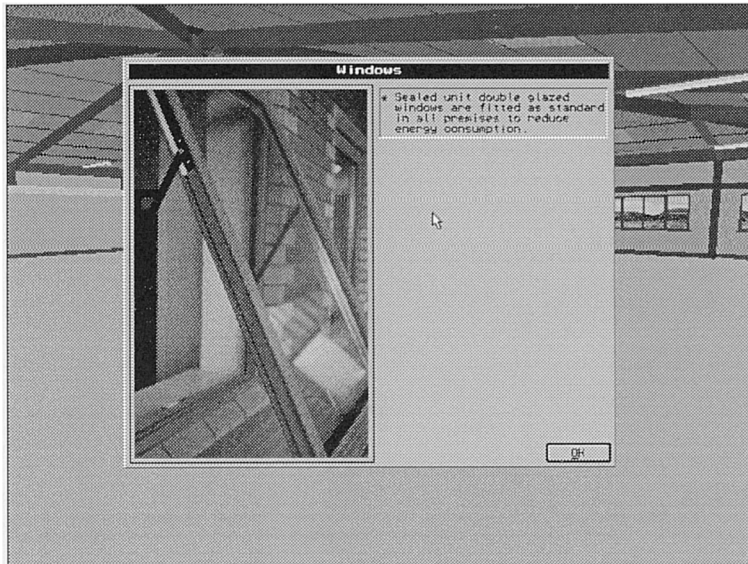 Windows
* Sealed unit double glazed
windows are fitted as standard
in all premises to reduce
energy consumption.
OK